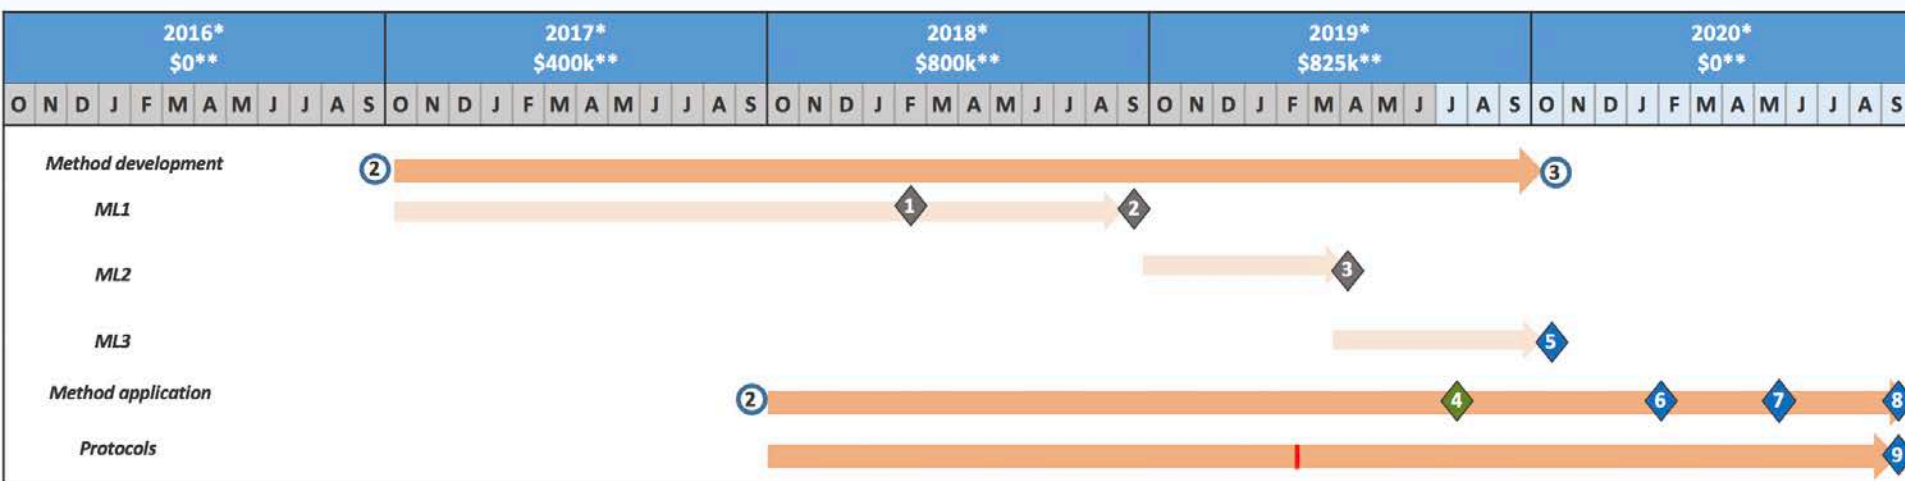 2016* 2017* 2018* 2019* 2020*
$0** $400k** $800k** $825k** $0**
O N D J F M A M J J A S O N D J F M A M J J A S O N D J F M A M J J A S O N D J F M A M J J A S O N D J F M A M J J A S
Method development 2 3
ML1 1 2
ML2 3
ML3 5
Method application 2 4 6 7 8
Protocols 9